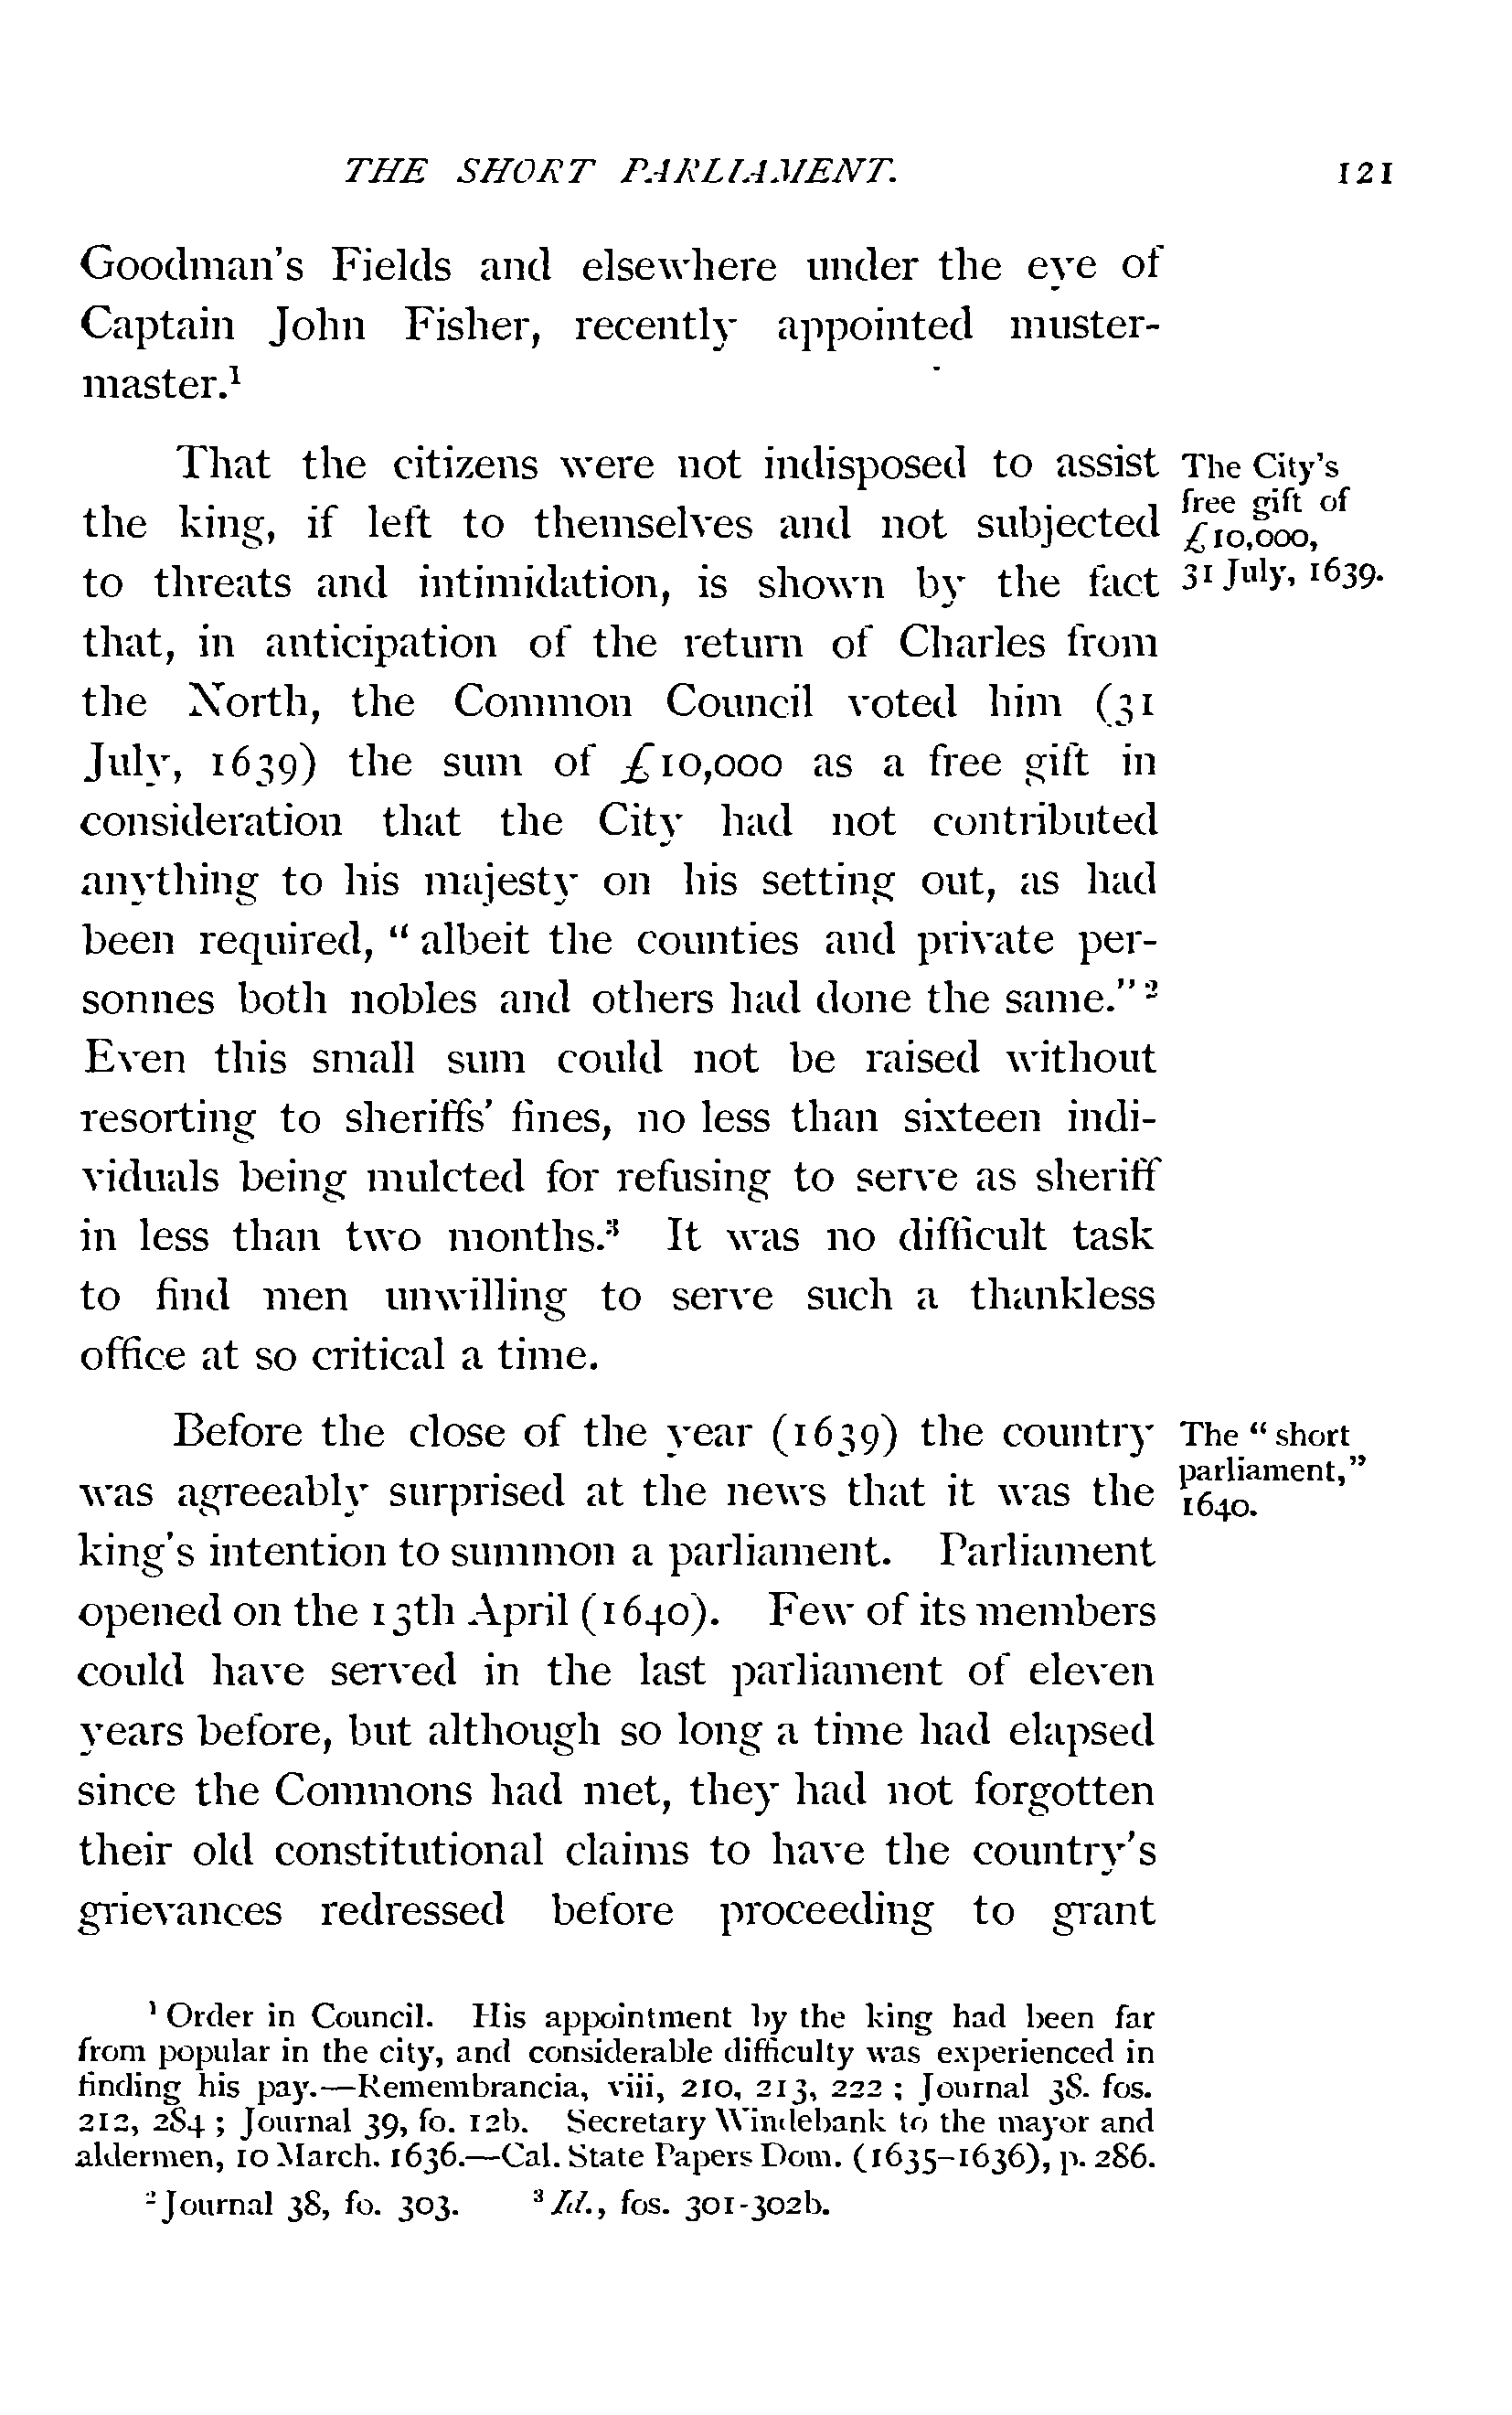 THE SHORT PARLIAMENT. 121
Goodman's Fields and elsewhere under the eye of
Captain John Fisher, recently appointed muster-
master.¹
That the citizens were not indisposed to assist
the king, if left to themselves and not subjected
to threats and intimidation, is shown by the fact
that, in anticipation of the return of Charles from
the North, the Common Council voted him (31
July, 1639) the sum of £10,000 as a free gift in
consideration that the City had not contributed
anything to his majesty on his setting out, as had
been required, “albeit the counties and private per-
sonnes both nobles and others had done the same.”²
Even this small sum could not be raised without
resorting to sheriffs' fines, no less than sixteen indi-
viduals being mulcted for refusing to serve as sheriff
in less than two months.³ It was no difficult task
to find men unwilling to serve such a thankless
office at so critical a time.
The City's
free gift of
£10,000,
31 July, 1639.
Before the close of the year (1639) the country
was agreeably surprised at the news that it was the
king's intention to summon a parliament. Parliament
opened on the 13th April (1640). Few of its members
could have served in the last parliament of eleven
years before, but although so long a time had elapsed
since the Commons had met, they had not forgotten
their old constitutional claims to have the country's
grievances redressed before proceeding to grant
The “short
parliament,”
1640.
¹ Order in Council. His appointment by the king had been far
from popular in the city, and considerable difficulty was experienced in
finding his pay.—Remembrancia, viii, 210, 213, 222 ; Journal 38. fos.
212, 284 ; Journal 39, fo. 12b. Secretary Windebank to the mayor and
aldermen, 10 March. 1636.—Cal. State Papers Dom. (1635–1636), p. 286.
² Journal 38, fo. 303. ³ Id., fos. 301-302b.